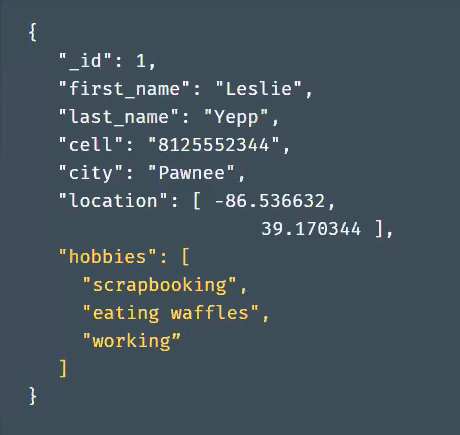 {
"_id": 1,
"first_name": "Leslie",
"last_name": "Yepp",
"cell": "8125552344",
"city": "Pawnee",
"location": [ -86.536632,
39.170344 ],
"hobbies": [
"scrapbooking",
"eating waffles",
"working”
]
}